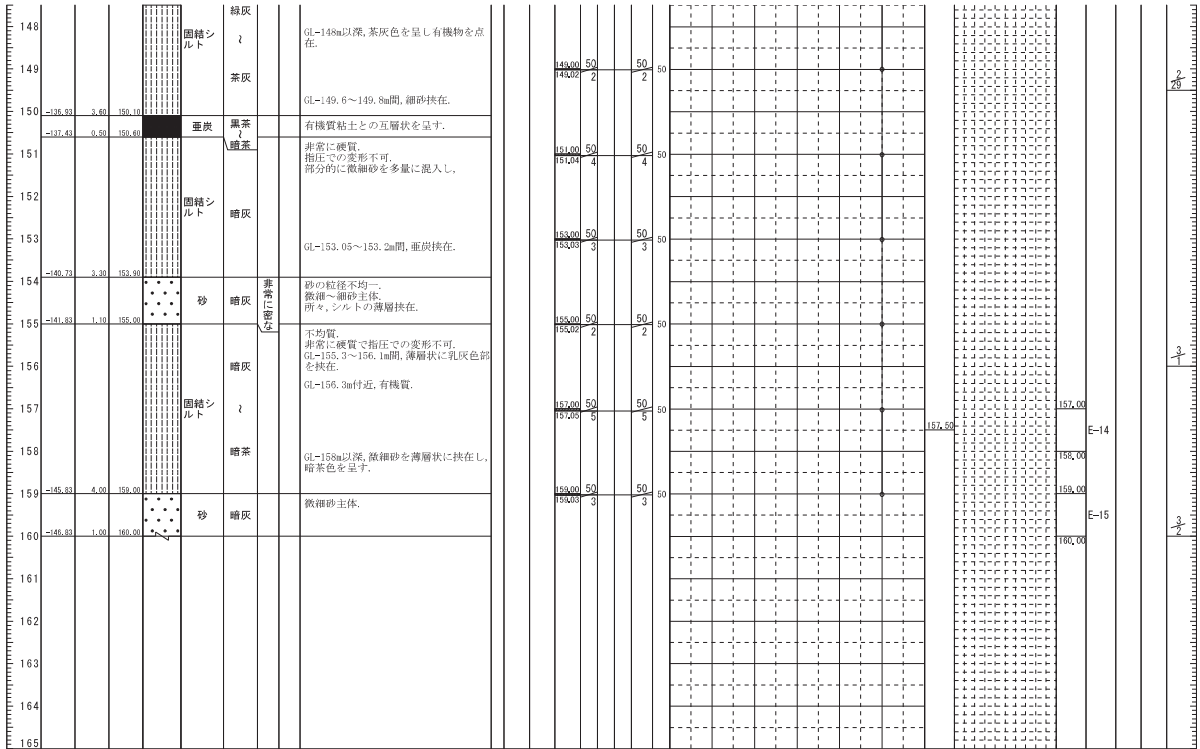 148
149
150
151
152
153
154
155
156
157
158
159
160
161
162
163
164
165
-136.93 3.60 150.10
-137.43 0.50 150.60
-140.73 3.30 153.90
-141.83 1.10 155.00
-145.83 4.00 159.00
-146.83 1.00 160.00
固結シ
ルト
緑灰
～
茶灰
GL-148m以深,茶灰色を呈し有機物を点
在.
GL-149.6～149.8m間,細砂挟在.
亜炭
黒茶
～
暗茶
有機質粘土との互層状を呈す.
固結シ
ルト
暗灰
非常に硬質.
指圧での変形不可.
部分的に微細砂を多量に混入し,
GL-153.05～153.2m間,亜炭挟在.
砂
暗灰
非常に密な
砂の粒径不均一.
微細～細砂主体.
所々,シルトの薄層挟在.
固結シ
ルト
暗灰
～
暗茶
不均質.
非常に硬質で指圧での変形不可.
GL-155.3～156.1m間,薄層状に乳灰色部
を挟在.
GL-156.3m付近,有機質.
GL-158m以深,微細砂を薄層状に挟在し,
暗茶色を呈す.
砂
暗灰
微細砂主体.
149.00 50 50 50
149.02 2 2
151.00 50 50 50
151.04 4 4
153.00 50 50 50
153.03 3 3
155.00 50 50 50
155.02 2 2
157.00 50 50 50
157.05 5 5
159.00 50 50 50
159.03 3 3
157.50
157.00
E-14
158.00
159.00
E-15
160.00
2
29
3
1
3
2